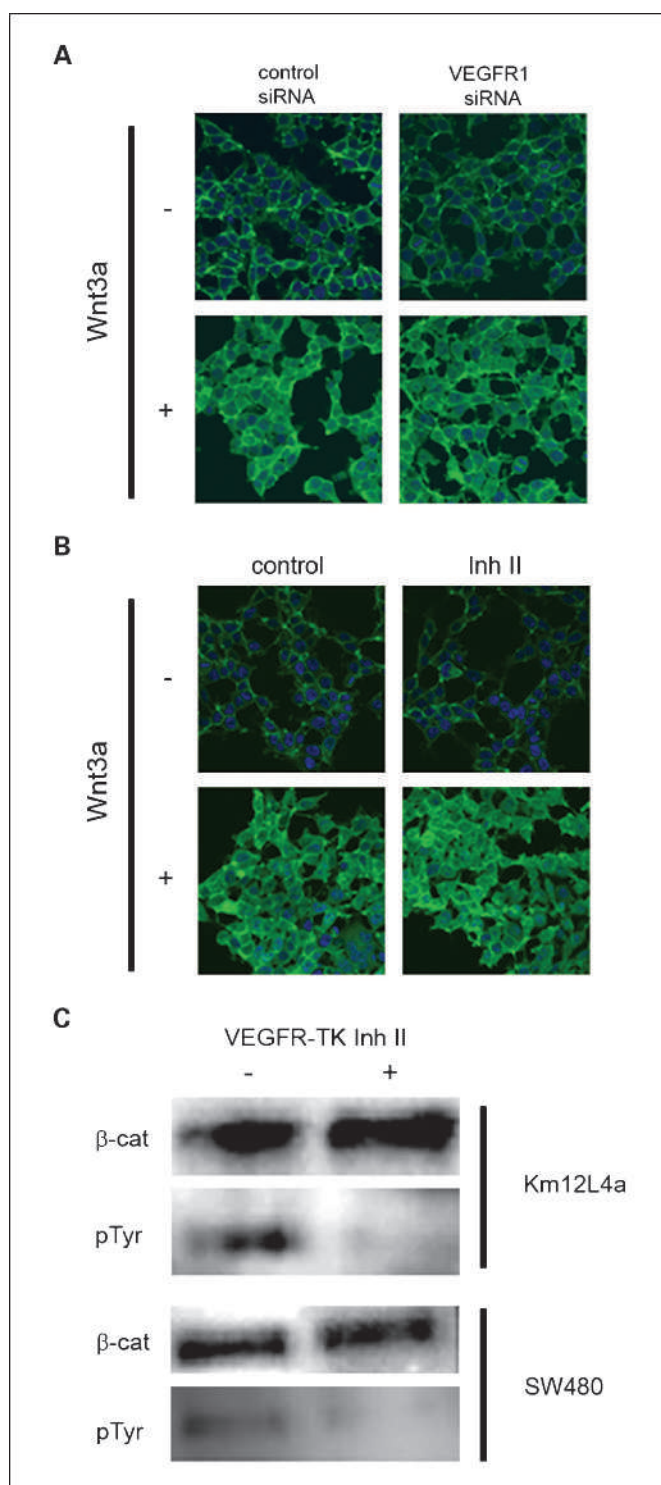 A
control
siRNA
VEGFR1
siRNA
Wnt3a
-
+
B
control
Inh II
Wnt3a
-
+
C
VEGFR-TK Inh II
- +
β-cat
pTyr
Km12L4a
β-cat
pTyr
SW480